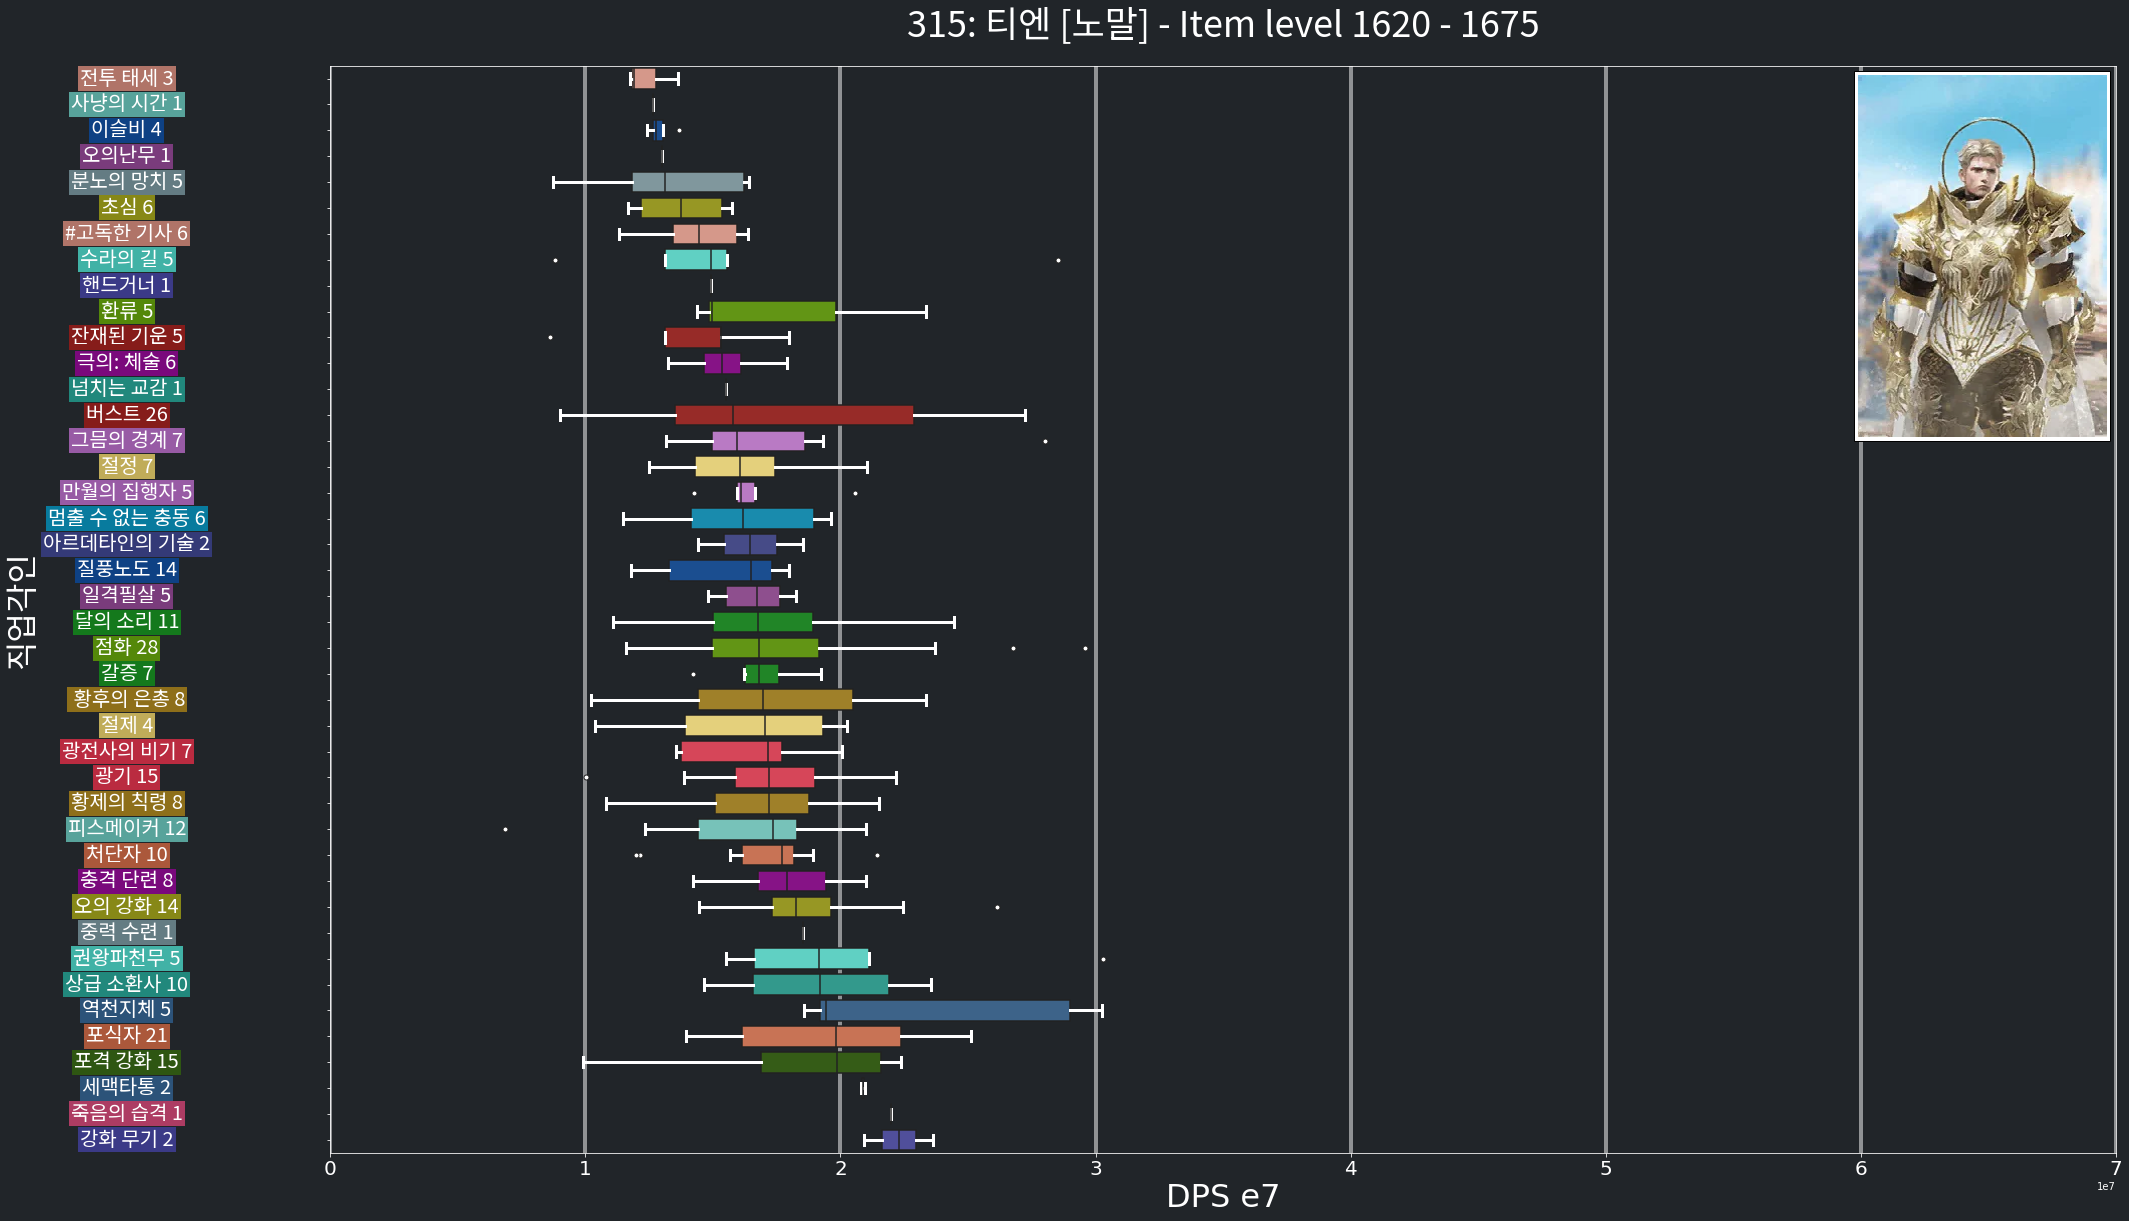 315: 티엔 [노말] - Item level 1620 - 1675
전투 태세 3
사냥의 시간 1
이슬비 4
오의난무 1
분노의 망치 5
초심 6
#고독한 기사 6
수라의 길 5
핸드거너 1
환류 5
잔재된 기운 5
극의: 체술 6
넘치는 교감 1
버스트 26
그믐의 경계 7
절정 7
만월의 집행자 5
멈출 수 없는 충동 6
아르데타인의 기술 2
질풍노도 14
일격필살 5
달의 소리 11
점화 28
갈증 7
황후의 은총 8
절제 4
광전사의 비기 7
광기 15
황제의 칙령 8
피스메이커 12
처단자 10
충격 단련 8
오의 강화 14
중력 수련 1
권왕파천무 5
상급 소환사 10
역천지체 5
포식자 21
포격 강화 15
세맥타통 2
죽음의 습격 1
강화 무기 2
직업각인
0 1 2 3 4 5 6 7
1e7
DPS e7